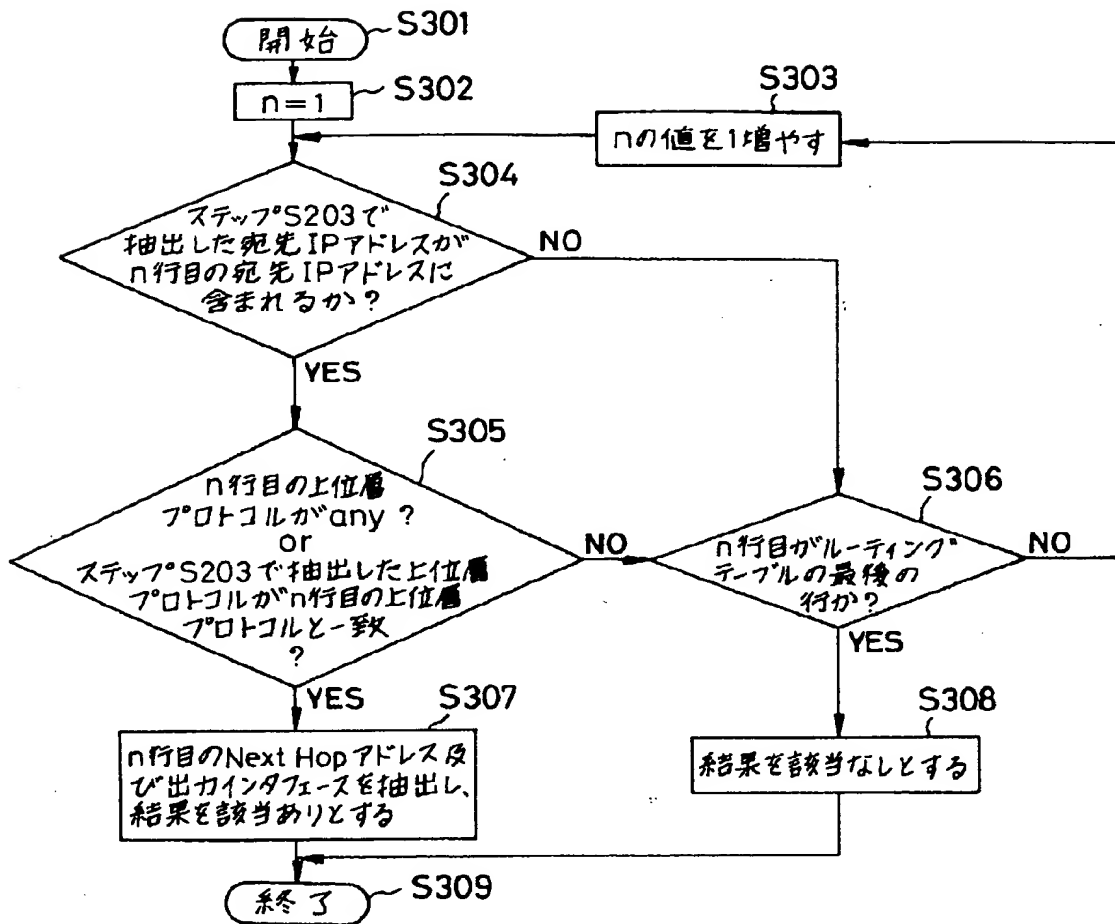 開始
S301
n=1
S302
S303
nの値を1増やす
S304
ステップS203で
抽出した宛先IPアドレスが
n行目の宛先IPアドレスに
含まれるか?
NO
YES
S305
n行目の上位層
プロトコルがany?
or
ステップS203で抽出した上位層
プロトコルがn行目の上位層
プロトコルと一致
?
NO
YES
S306
n行目がルーティング
テーブルの最後の
行か?
NO
YES
S307
n行目のNext Hopアドレス及
び出力インタフェースを抽出し、
結果を該当ありとする
S308
結果を該当なしとする
終了
S309